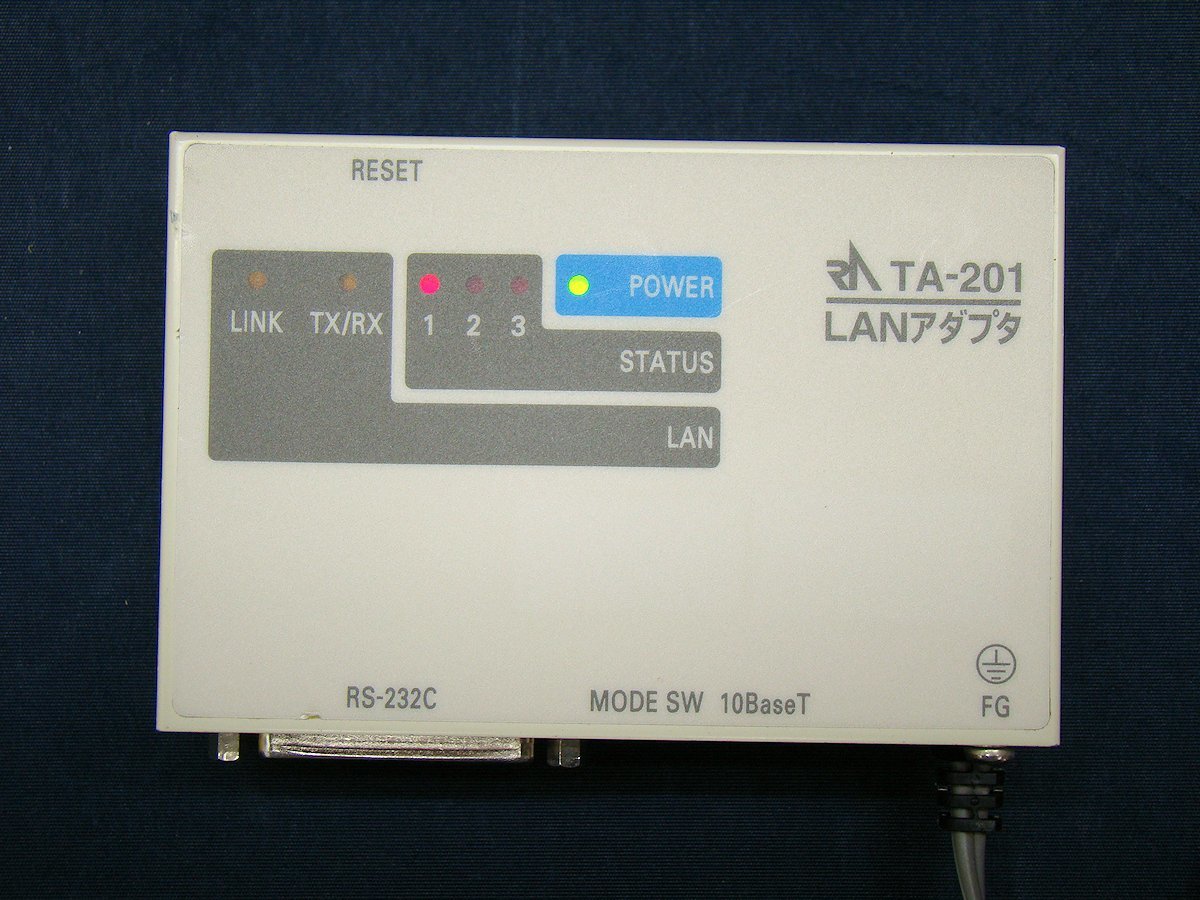 RESET
LINK TX/RX 1 2 3 POWER
STATUS
LAN
TA-201
LANアダプタ
RS-232C MODE SW 10BaseT FG